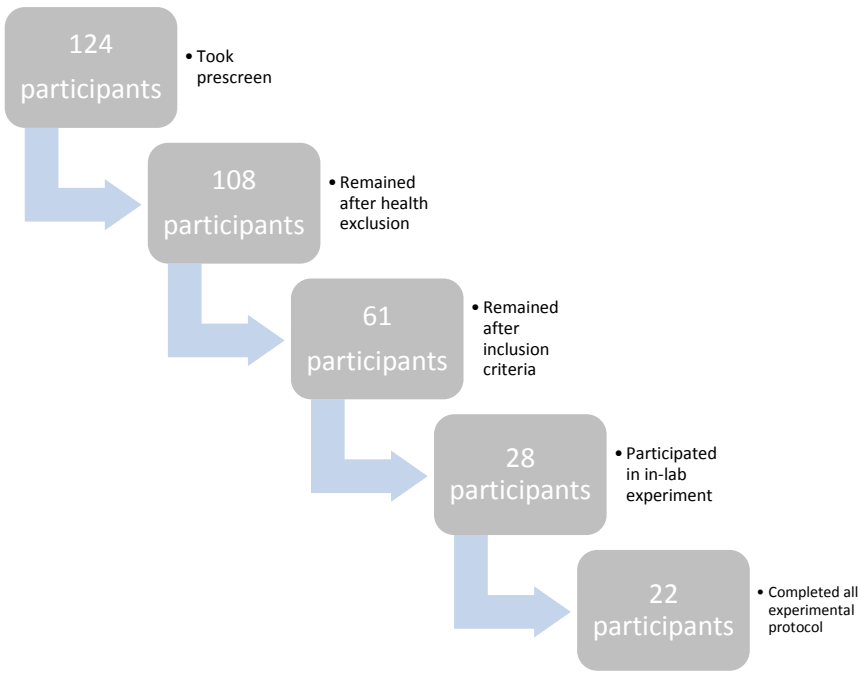 124
participants
• Took
prescreen
108
participants
• Remained
after health
exclusion
61
participants
• Remained
after
inclusion
criteria
28
participants
• Participated
in in-lab
experiment
22
participants
• Completed all
experimental
protocol